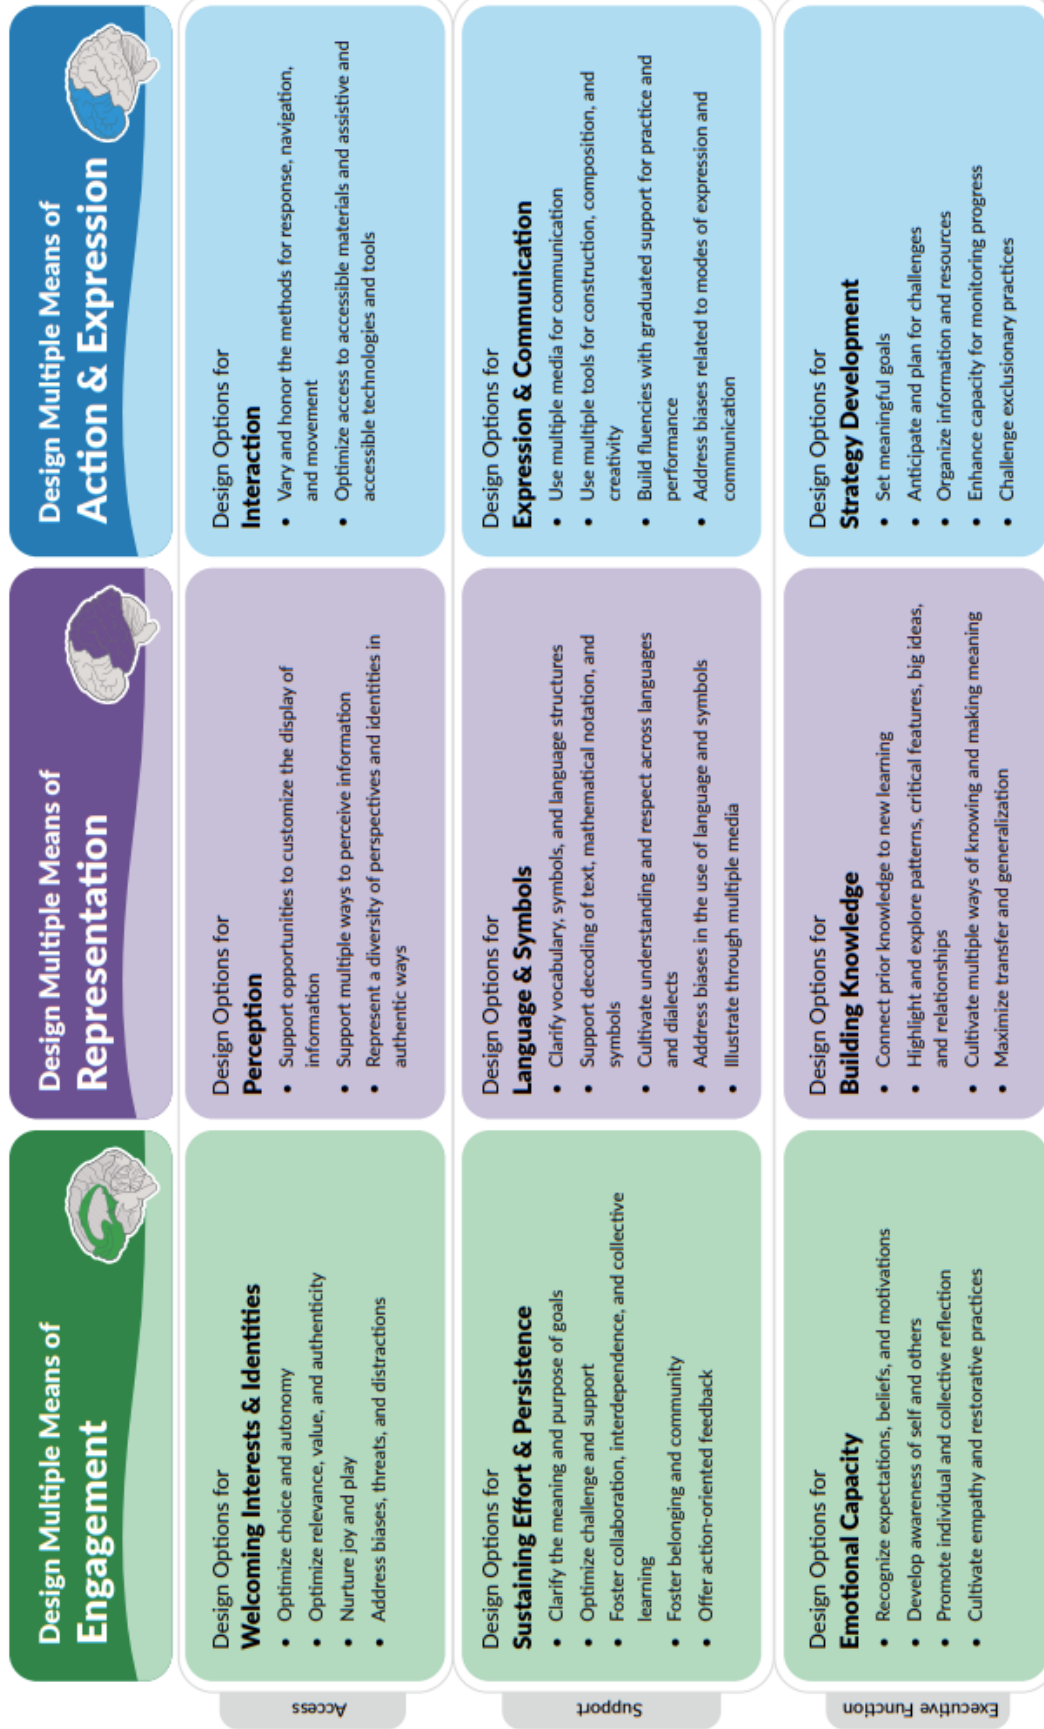 Design Multiple Means of
Engagement
Design Multiple Means of
Representation
Design Multiple Means of
Action & Expression
Access
Design Options for
Welcoming Interests & Identities
• Optimize choice and autonomy
• Optimize relevance, value, and authenticity
• Nurture joy and play
• Address biases, threats, and distractions
Design Options for
Perception
• Support opportunities to customize the display of
information
• Support multiple ways to perceive information
• Represent a diversity of perspectives and identities in
authentic ways
Design Options for
Interaction
• Vary and honor the methods for response, navigation,
and movement
• Optimize access to accessible materials and assistive and
accessible technologies and tools
Support
Design Options for
Sustaining Effort & Persistence
• Clarify the meaning and purpose of goals
• Optimize challenge and support
• Foster collaboration, interdependence, and collective
learning
• Foster belonging and community
• Offer action-oriented feedback
Design Options for
Language & Symbols
• Clarify vocabulary, symbols, and language structures
• Support decoding of text, mathematical notation, and
symbols
• Cultivate understanding and respect across languages
and dialects
• Address biases in the use of language and symbols
• Illustrate through multiple media
Design Options for
Expression & Communication
• Use multiple media for communication
• Use multiple tools for construction, composition, and
creativity
• Build fluencies with graduated support for practice and
performance
• Address biases related to modes of expression and
communication
Executive Function
Design Options for
Emotional Capacity
• Recognize expectations, beliefs, and motivations
• Develop awareness of self and others
• Promote individual and collective reflection
• Cultivate empathy and restorative practices
Design Options for
Building Knowledge
• Connect prior knowledge to new learning
• Highlight and explore patterns, critical features, big ideas,
and relationships
• Cultivate multiple ways of knowing and making meaning
• Maximize transfer and generalization
Design Options for
Strategy Development
• Set meaningful goals
• Anticipate and plan for challenges
• Organize information and resources
• Enhance capacity for monitoring progress
• Challenge exclusionary practices